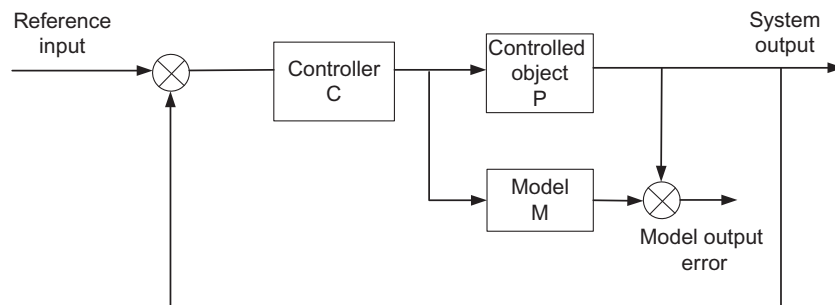 Reference
input
Controller
C
Controlled
object
P
System
output
Model
M
Model output
error